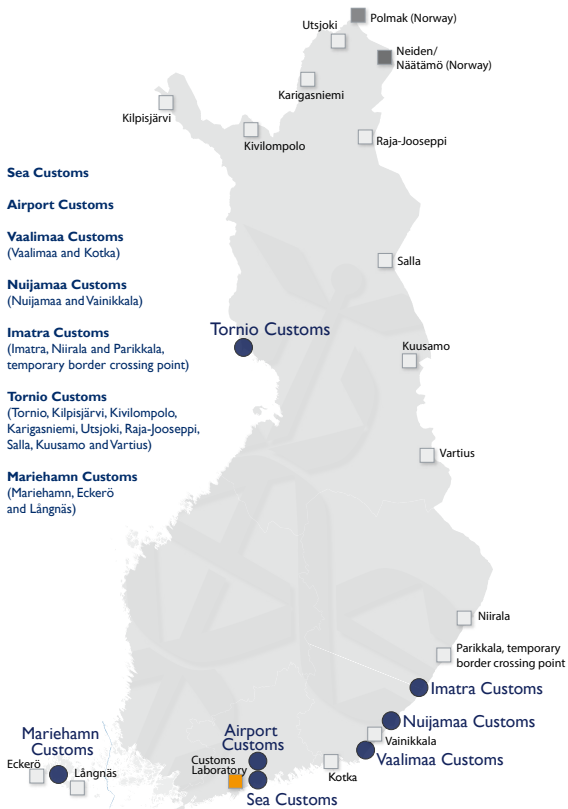 Polmak (Norway)
Utsjoki
Neiden/
Näätämö (Norway)
Karigasniemi
Kilpisjärvi
Kivilompolo
Raja-Jooseppi
Sea Customs
Airport Customs
Vaalimaa Customs
(Vaalimaa and Kotka)
Nuijamaa Customs
(Nuijamaa and Vainikkala)
Imatra Customs
(Imatra, Niirala and Parikkala,
temporary border crossing point)
Tornio Customs
(Tornio, Kilpisjärvi, Kivilompolo,
Karigasniemi, Utsjoki, Raja-Jooseppi,
Salla, Kuusamo and Vartius)
Mariehamn Customs
(Mariehamn, Eckerö
and Långnäs)
Salla
Tornio Customs
Kuusamo
Vartius
Niirala
Parikkala, temporary
border crossing point
Imatra Customs
Nuijamaa Customs
Vainikkala
Vaalimaa Customs
Kotka
Airport
Customs
Customs
Laboratory
Sea Customs
Mariehamn
Customs
Eckerö
Långnäs